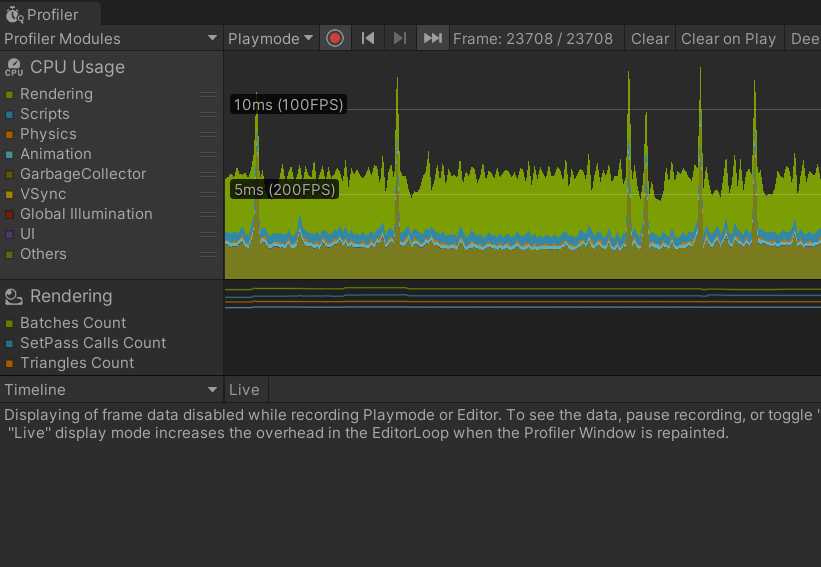 Profiler
Profiler Modules
Playmode
Frame: 23708 / 23708
Clear
Clear on Play
Dee
CPU
CPU Usage
Rendering
Scripts
Physics
Animation
GarbageCollector
VSync
Global Illumination
UI
Others
10ms (100FPS)
5ms (200FPS)
Rendering
Batches Count
SetPass Calls Count
Triangles Count
Timeline
Live
Displaying of frame data disabled while recording Playmode or Editor. To see the data, pause recording, or toggle "
"Live" display mode increases the overhead in the EditorLoop when the Profiler Window is repainted.